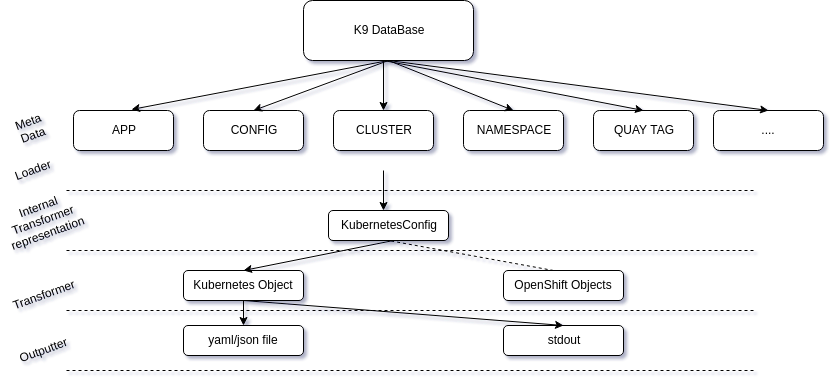 K9 DataBase
Meta
Data
APP
CONFIG
CLUSTER
NAMESPACE
QUAY TAG
....
Loader
Internal
Transformer
representation
KubernetesConfig
Transformer
Kubernetes Object
OpenShift Objects
Outputter
yaml/json file
stdout